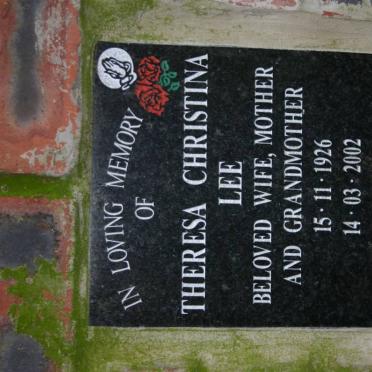 IN LOVING MEMORY
OF
THERESA CHRISTINA
LEE
BELOVED WIFE, MOTHER
AND GRANDMOTHER
15 · 11 · 1926
14 · 03 · 2002